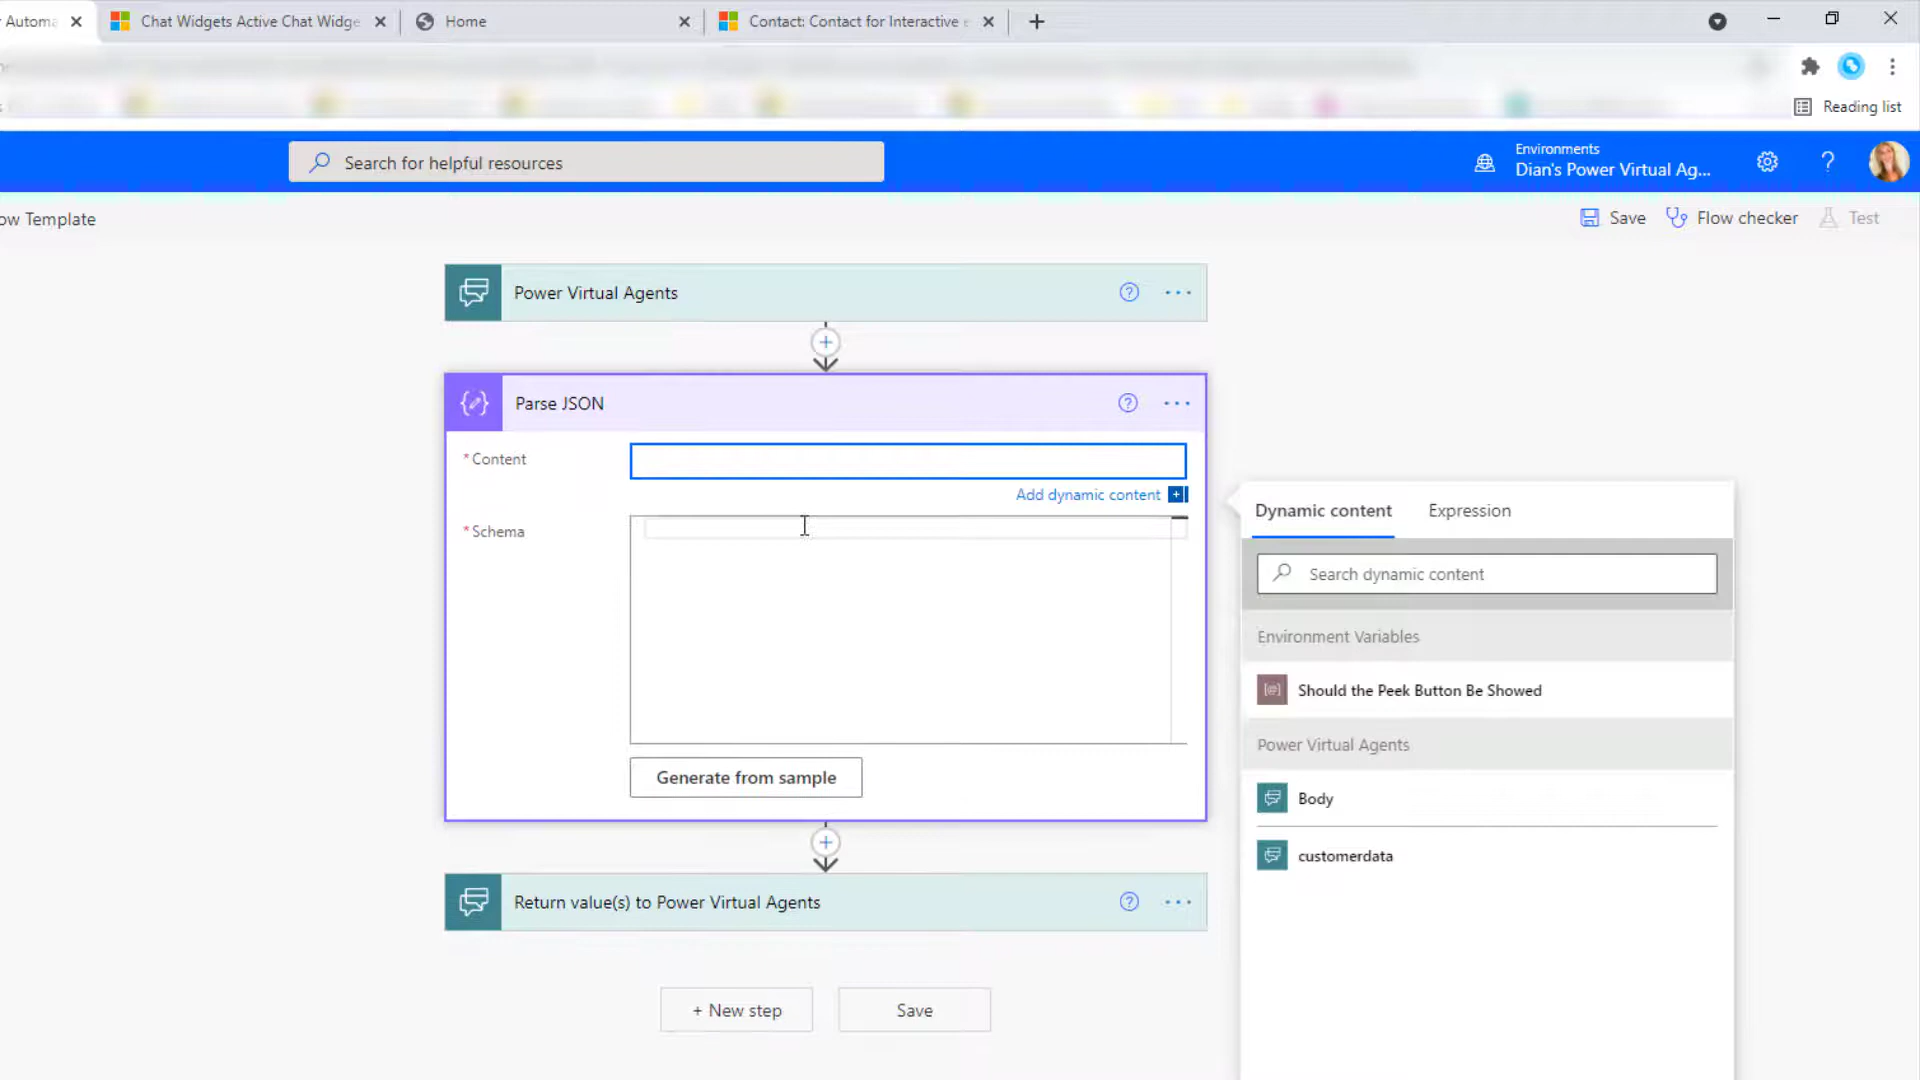 Automa
Chat Widgets Active Chat Widge
Home
Contact: Contact for Interactive e
Reading list
Search for helpful resources
Environments
Dian's Power Virtual Ag...
?
ow Template
Save
Flow checker
Test
Power Virtual Agents
Parse JSON
* Content
Add dynamic content
* Schema
Generate from sample
Return value(s) to Power Virtual Agents
+ New step
Save
Dynamic content
Expression
Search dynamic content
Environment Variables
Should the Peek Button Be Showed
Power Virtual Agents
Body
customerdata